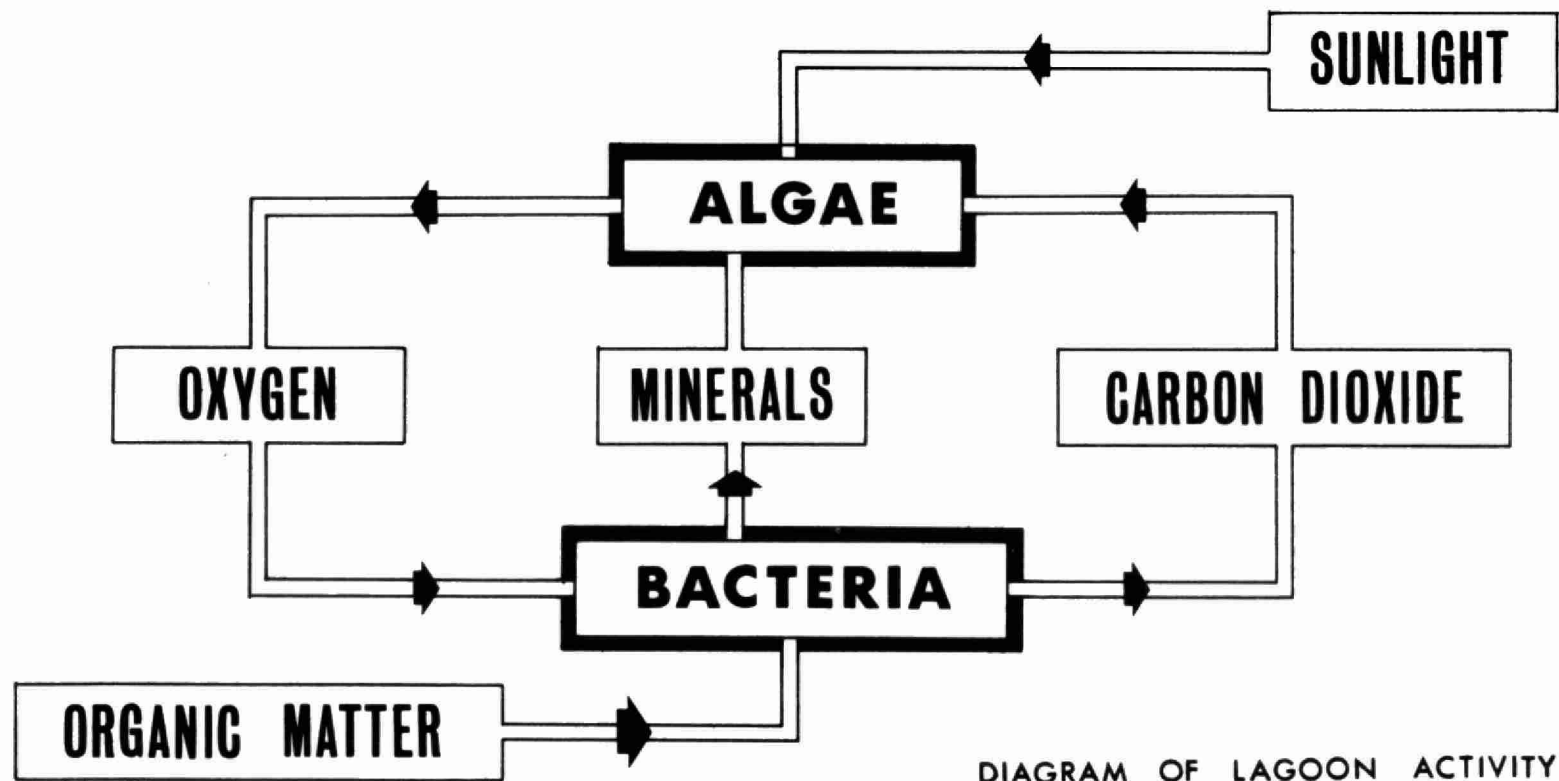 SUNLIGHT
ALGAE
OXYGEN
MINERALS
CARBON DIOXIDE
BACTERIA
ORGANIC MATTER
DIAGRAM OF LAGOON ACTIVITY